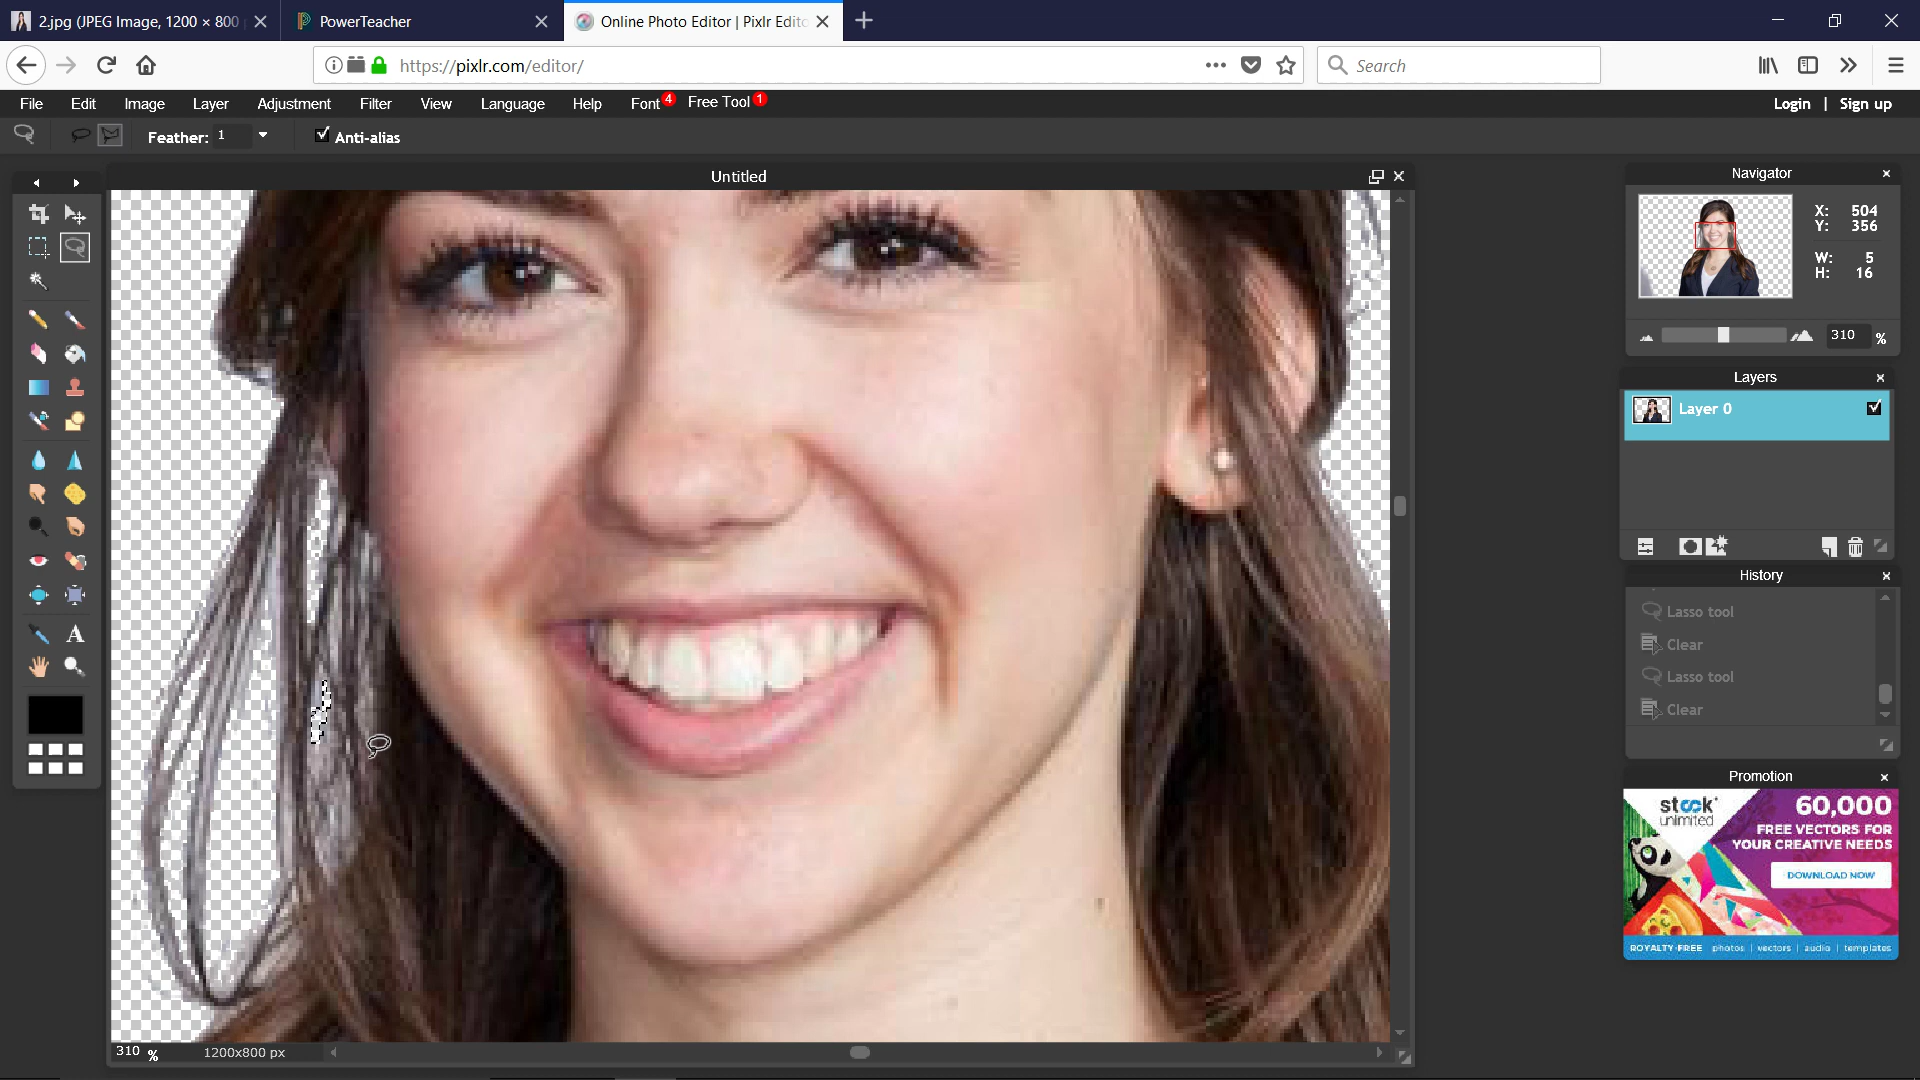 2.jpg (JPEG Image, 1200 × 800
PowerTeacher
Online Photo Editor | Pixlr Edito
https://pixlr.com/editor/
Search
File Edit Image Layer Adjustment Filter View Language Help Font 4 Free Tool 1
Login | Sign up
Feather: 1 Anti-alias
Untitled
Navigator
X: 504
Y: 356
W: 5
H: 16
310 %
Layers
Layer 0
History
Lasso tool
Clear
Lasso tool
Clear
Promotion
stock unlimited
60,000
FREE VECTORS FOR
YOUR CREATIVE NEEDS
DOWNLOAD NOW
ROYALTY-FREE photos | vectors | audio | templates
310 % 1200x800 px